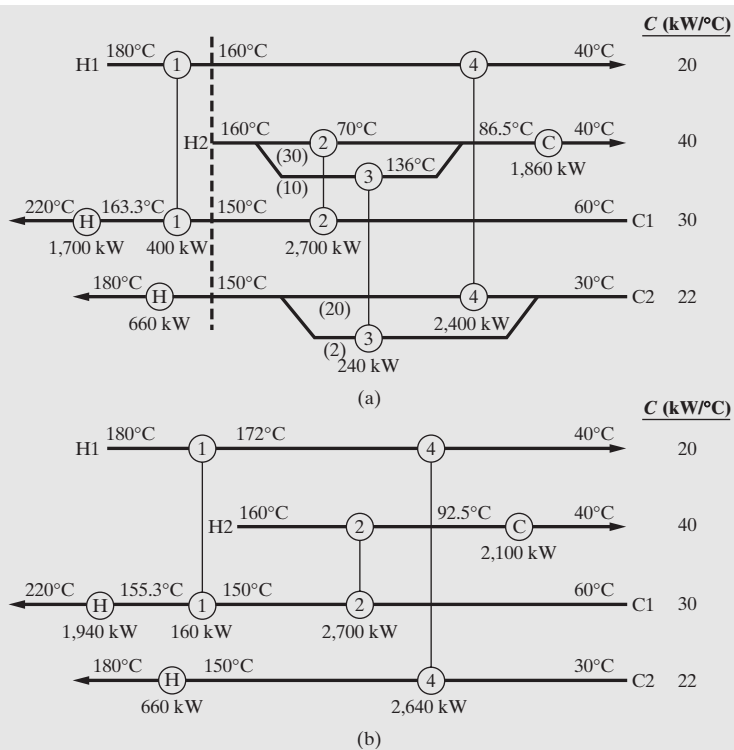 C (kW/°C)
180°C 160°C 40°C
H1 1 4 20
160°C 70°C 86.5°C 40°C
H2 (30) 2 C 40
136°C 1,860 kW
(10) 3
220°C 163.3°C 150°C 60°C
H 1 2 C1 30
1,700 kW 400 kW 2,700 kW
180°C 150°C 30°C
H (20) 4 C2 22
660 kW 2,400 kW
(2) 3
240 kW
(a)
C (kW/°C)
180°C 172°C 40°C
H1 1 4 20
160°C 92.5°C 40°C
H2 2 C 40
2,100 kW
220°C 155.3°C 150°C 60°C
H 1 2 C1 30
1,940 kW 160 kW 2,700 kW
180°C 150°C 30°C
H 4 C2 22
660 kW 2,640 kW
(b)